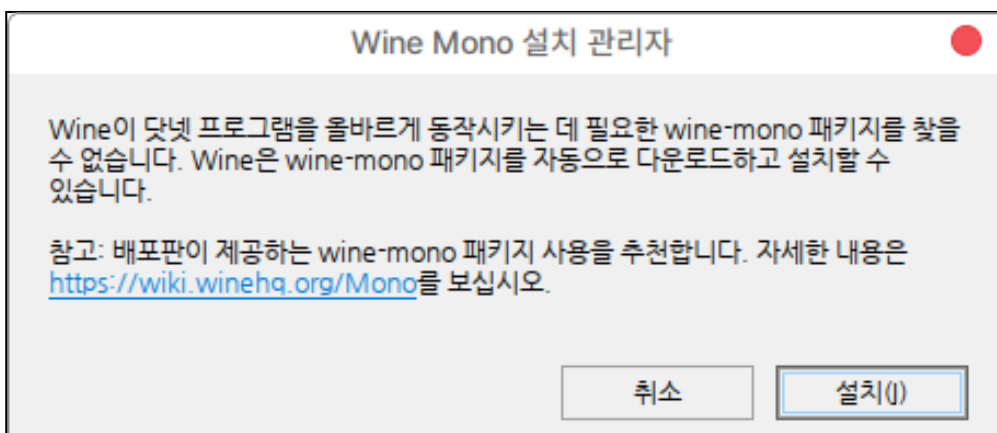 Wine Mono 설치 관리자
Wine이 닷넷 프로그램을 올바르게 동작시키는 데 필요한 wine-mono 패키지를 찾을
수 없습니다. Wine은 wine-mono 패키지를 자동으로 다운로드하고 설치할 수
있습니다.
참고: 배포판이 제공하는 wine-mono 패키지 사용을 추천합니다. 자세한 내용은
https://wiki.winehq.org/Mono를 보십시오.
취소
설치(I)